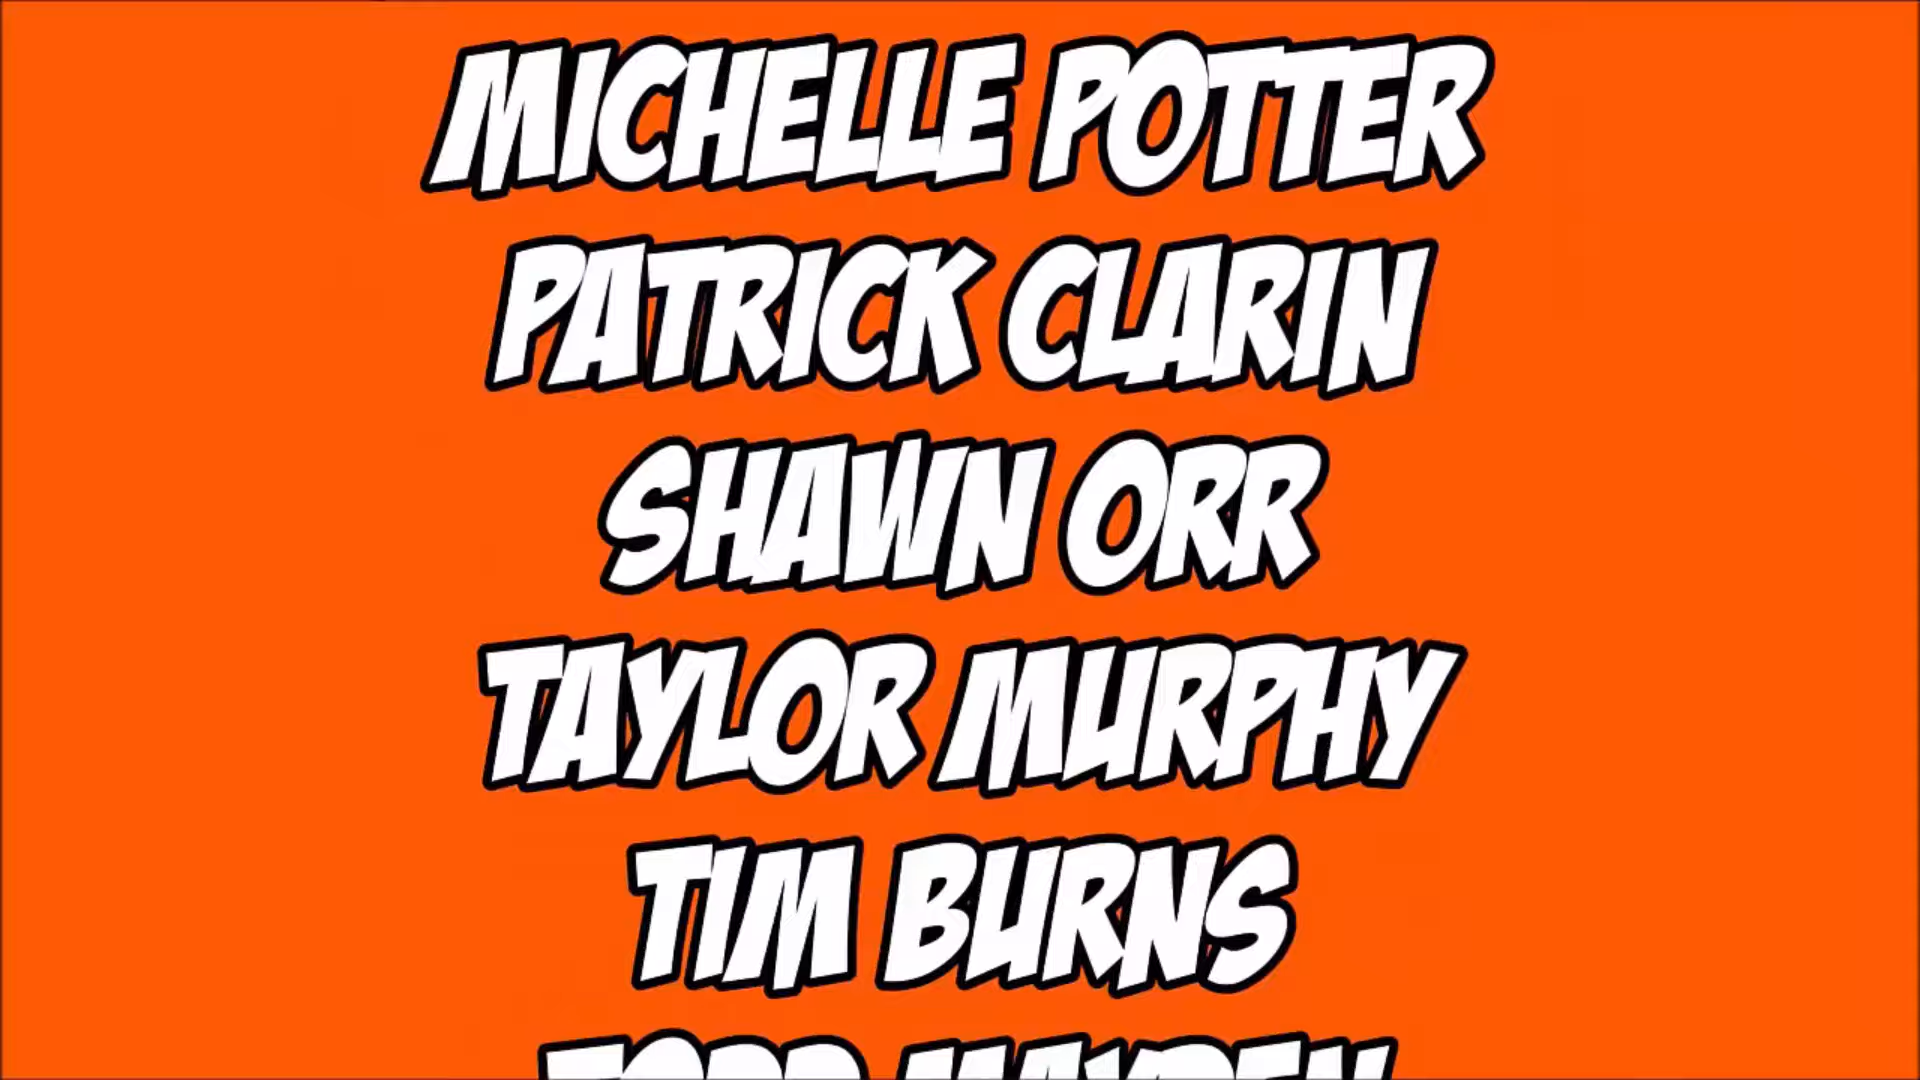 MICHELLE POTTER
PATRICK CLARIN
SHAWN ORR
TAYLOR MURPHY
TIM BURNS